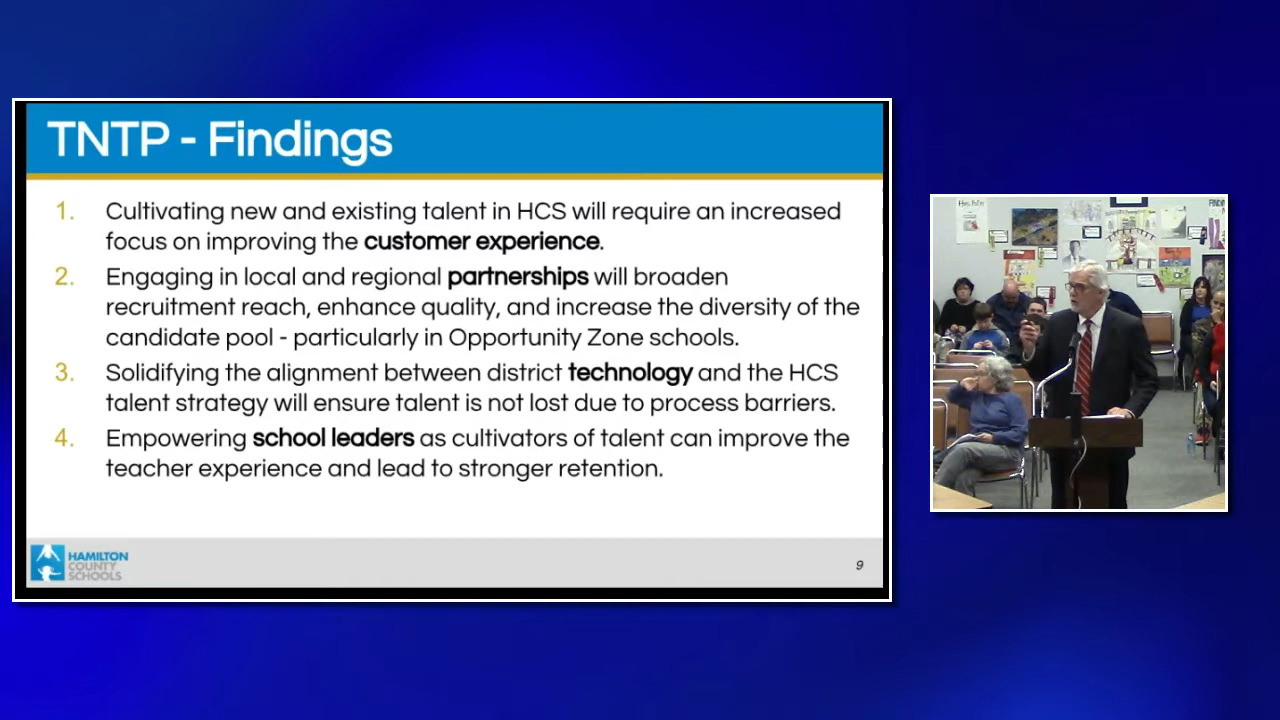 TNTP - Findings
1. Cultivating new and existing talent in HCS will require an increased
focus on improving the customer experience.
2. Engaging in local and regional partnerships will broaden
recruitment reach, enhance quality, and increase the diversity of the
candidate pool - particularly in Opportunity Zone schools.
3. Solidifying the alignment between district technology and the HCS
talent strategy will ensure talent is not lost due to process barriers.
4. Empowering school leaders as cultivators of talent can improve the
teacher experience and lead to stronger retention.
HAMILTON
COUNTY
SCHOOLS
9